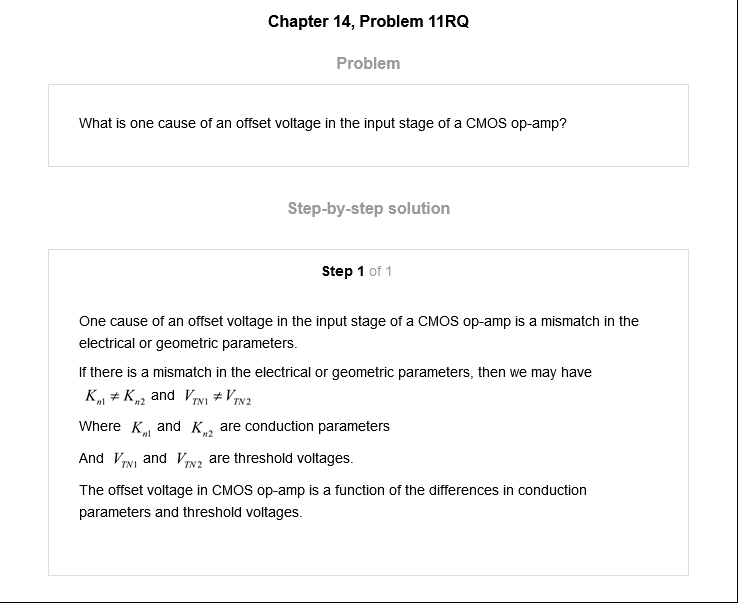 Chapter 14, Problem 11RQ
Problem
What is one cause of an offset voltage in the input stage of a CMOS op-amp?
Step-by-step solution
Step 1 of 1
One cause of an offset voltage in the input stage of a CMOS op-amp is a mismatch in the
electrical or geometric parameters.
If there is a mismatch in the electrical or geometric parameters, then we may have
K_{n1} ≠ K_{n2} and V_{TN1} ≠ V_{TN2}
Where K_{n1} and K_{n2} are conduction parameters
And V_{TN1} and V_{TN2} are threshold voltages.
The offset voltage in CMOS op-amp is a function of the differences in conduction
parameters and threshold voltages.